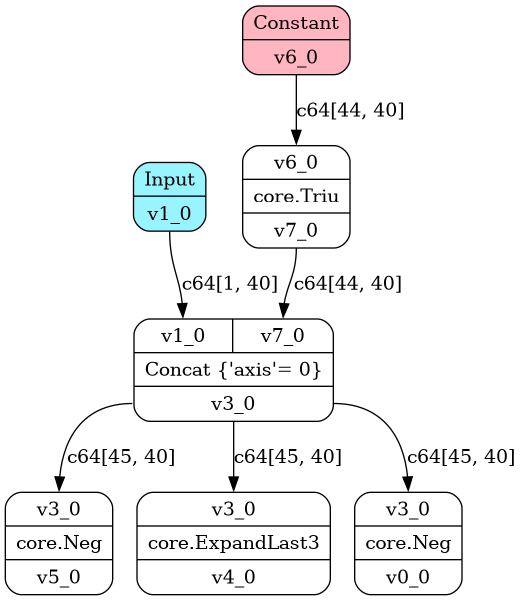 Constant
v6_0
c64[44, 40]
v6_0
core.Triu
v7_0
Input
v1_0
c64[1, 40]
c64[44, 40]
v1_0 v7_0
Concat {'axis'= 0}
v3_0
c64[45, 40] c64[45, 40] c64[45, 40]
v3_0 v3_0 v3_0
core.Neg core.ExpandLast3 core.Neg
v5_0 v4_0 v0_0